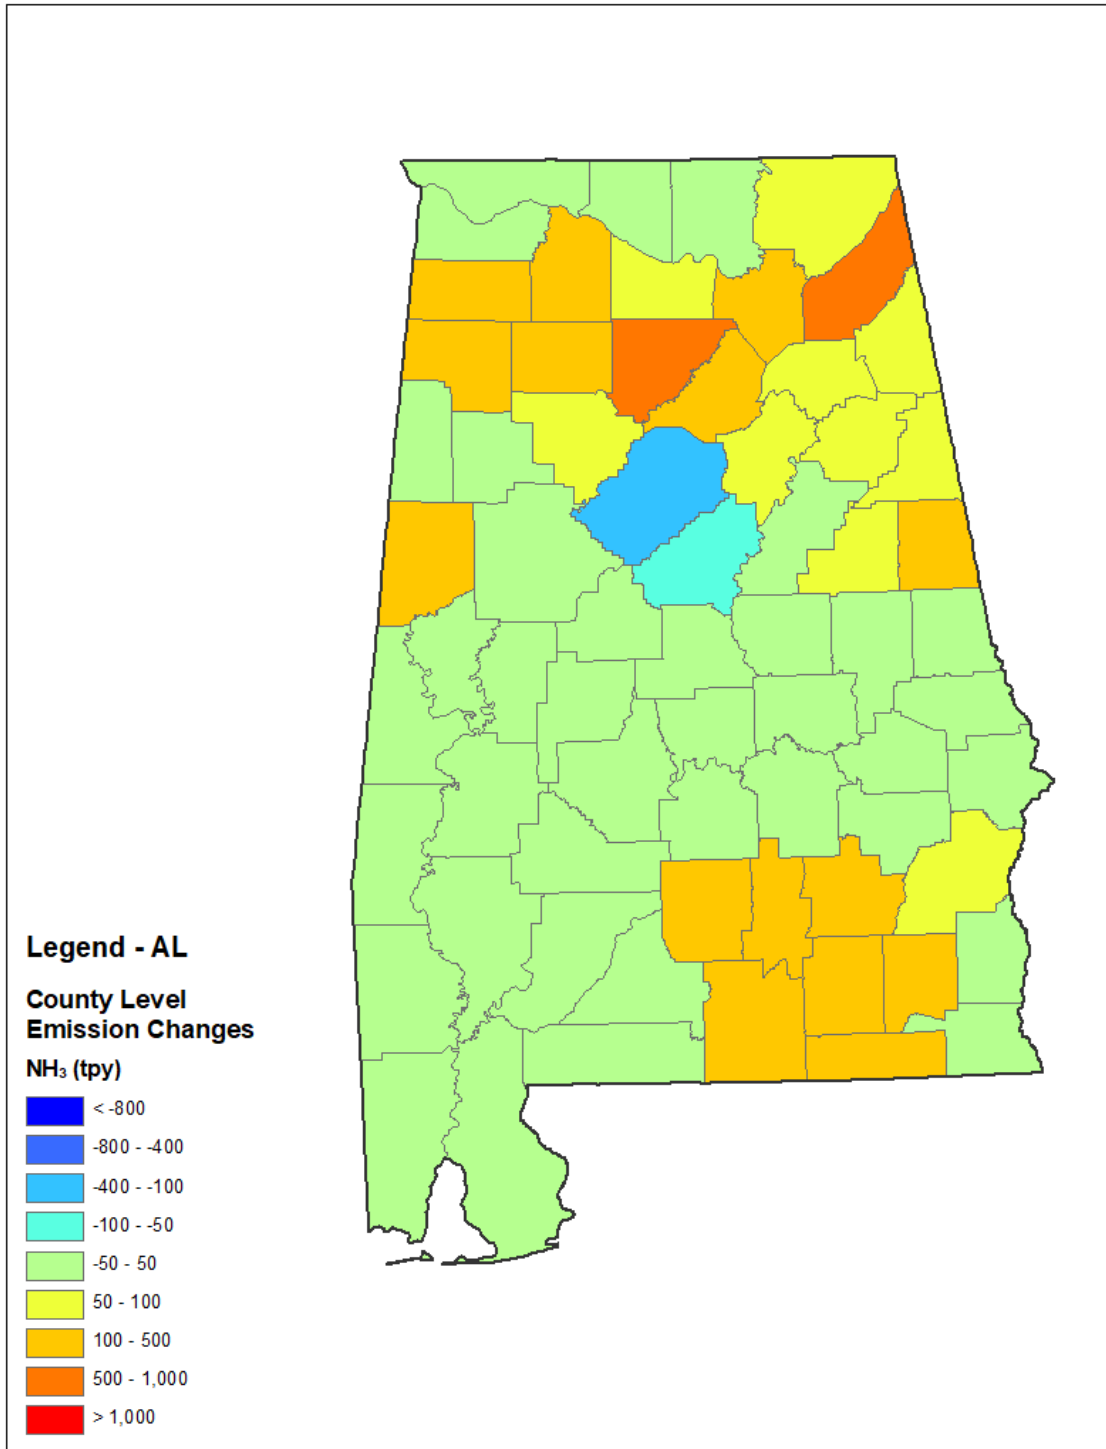 Legend - AL
County Level
Emission Changes
NH₃ (tpy)
< -800
-800 - -400
-400 - -100
-100 - -50
-50 - 50
50 - 100
100 - 500
500 - 1,000
> 1,000